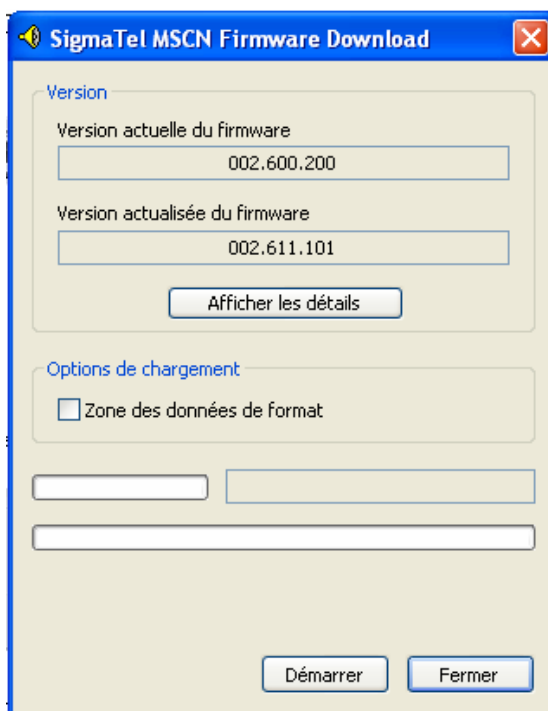 SigmaTel MSCN Firmware Download
Version
Version actuelle du firmware
002.600.200
Version actualisée du firmware
002.611.101
Afficher les détails
Options de chargement
Zone des données de format
Démarrer
Fermer